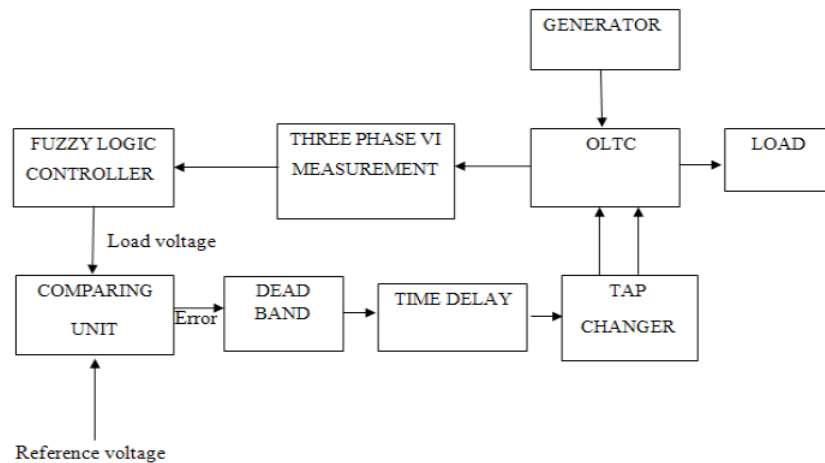 GENERATOR
FUZZY LOGIC
CONTROLLER
THREE PHASE VI
MEASUREMENT
OLTC
LOAD
Load voltage
COMPARING
UNIT
Error
DEAD
BAND
TIME DELAY
TAP
CHANGER
Reference voltage